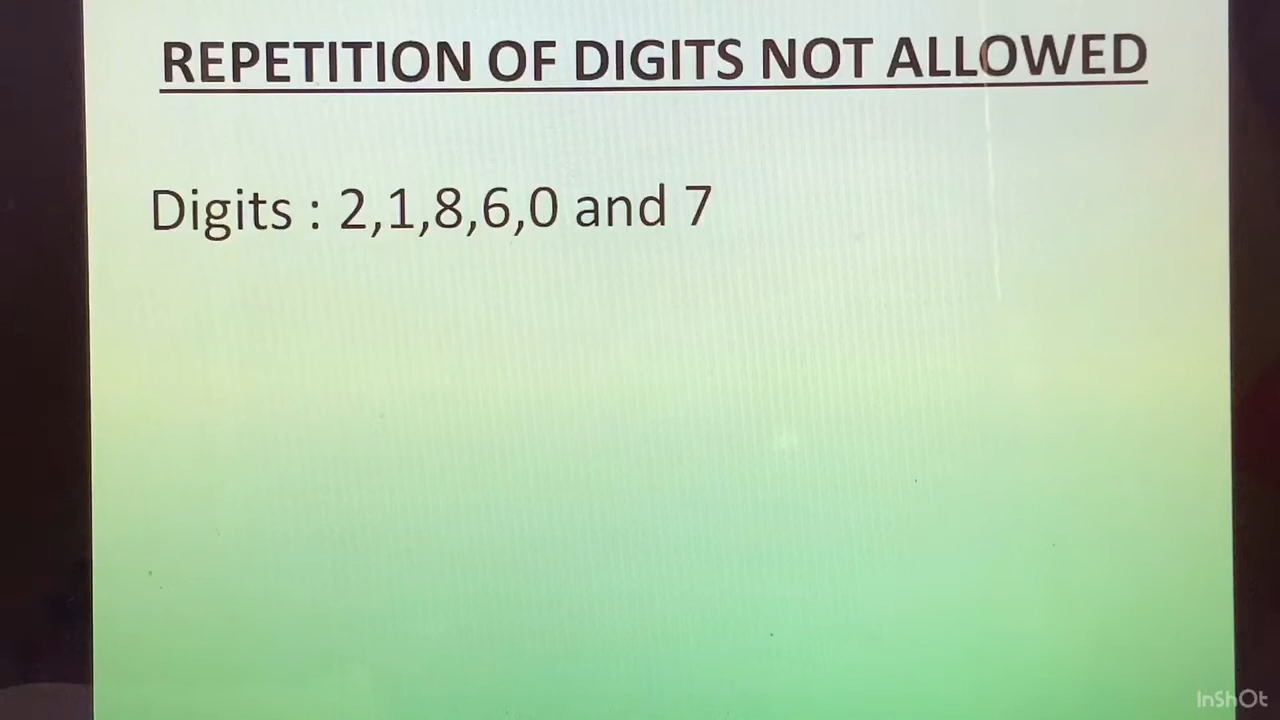 REPETITION OF DIGITS NOT ALLOWED
Digits : 2,1,8,6,0 and 7
InShOt